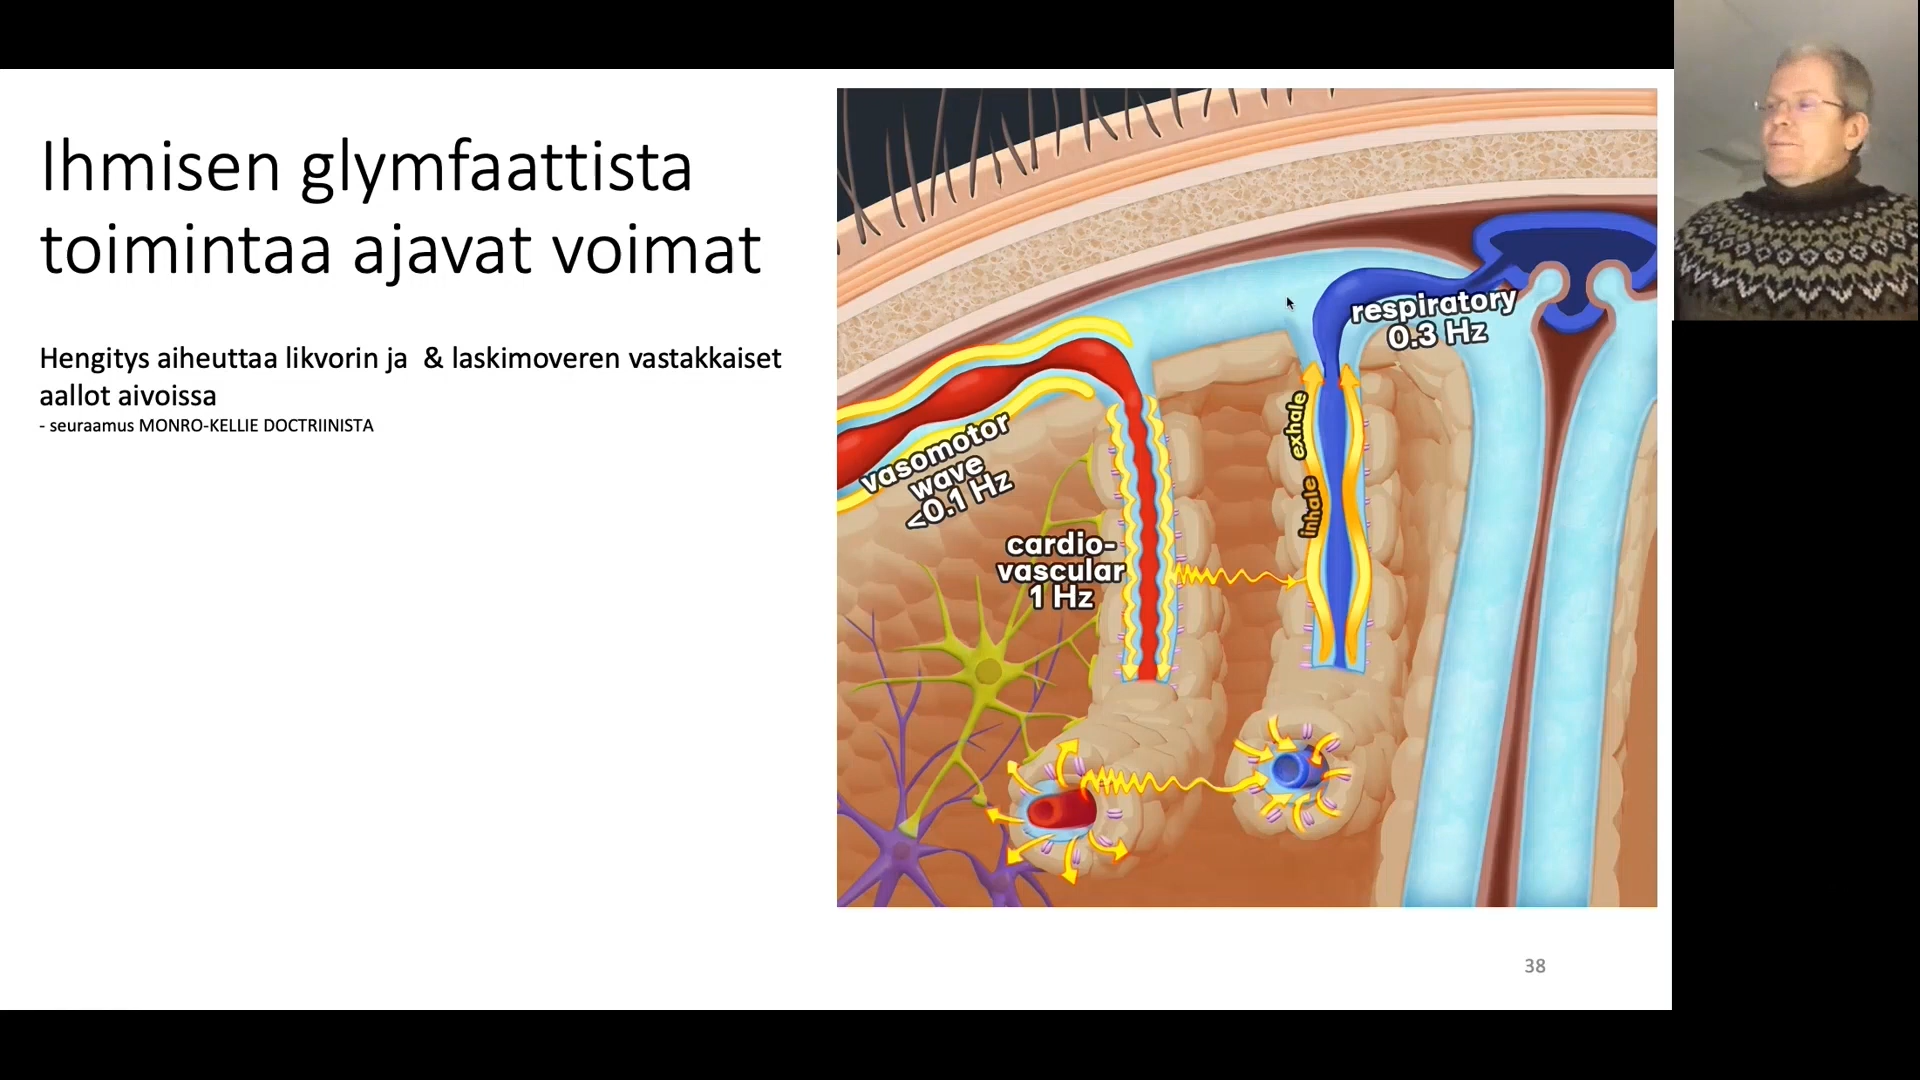 Ihmisen glymfaattista
toimintaa ajavat voimat
Hengitys aiheuttaa likvorin ja  & laskimoveren vastakkaiset
aallot aivoissa
- seuraamus MONRO-KELLIE DOCTRIINISTA
vasomotor
wave
<0.1 Hz
cardio-
vascular
1 Hz
respiratory
0.3 Hz
exhale
inhale
38